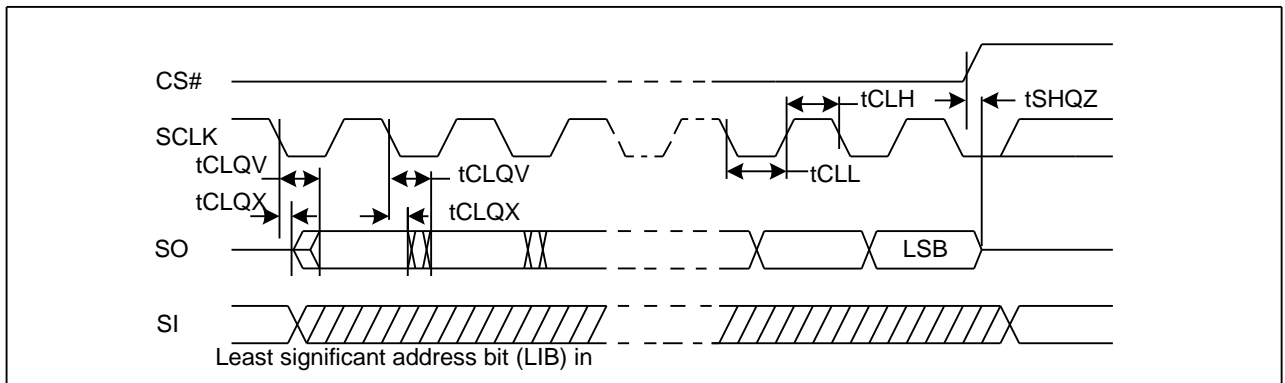 CS#
tCLH
tSHQZ
SCLK
tCLQV
tCLQV
tCLL
tCLQX
tCLQX
SO
LSB
SI
Least significant address bit (LIB) in